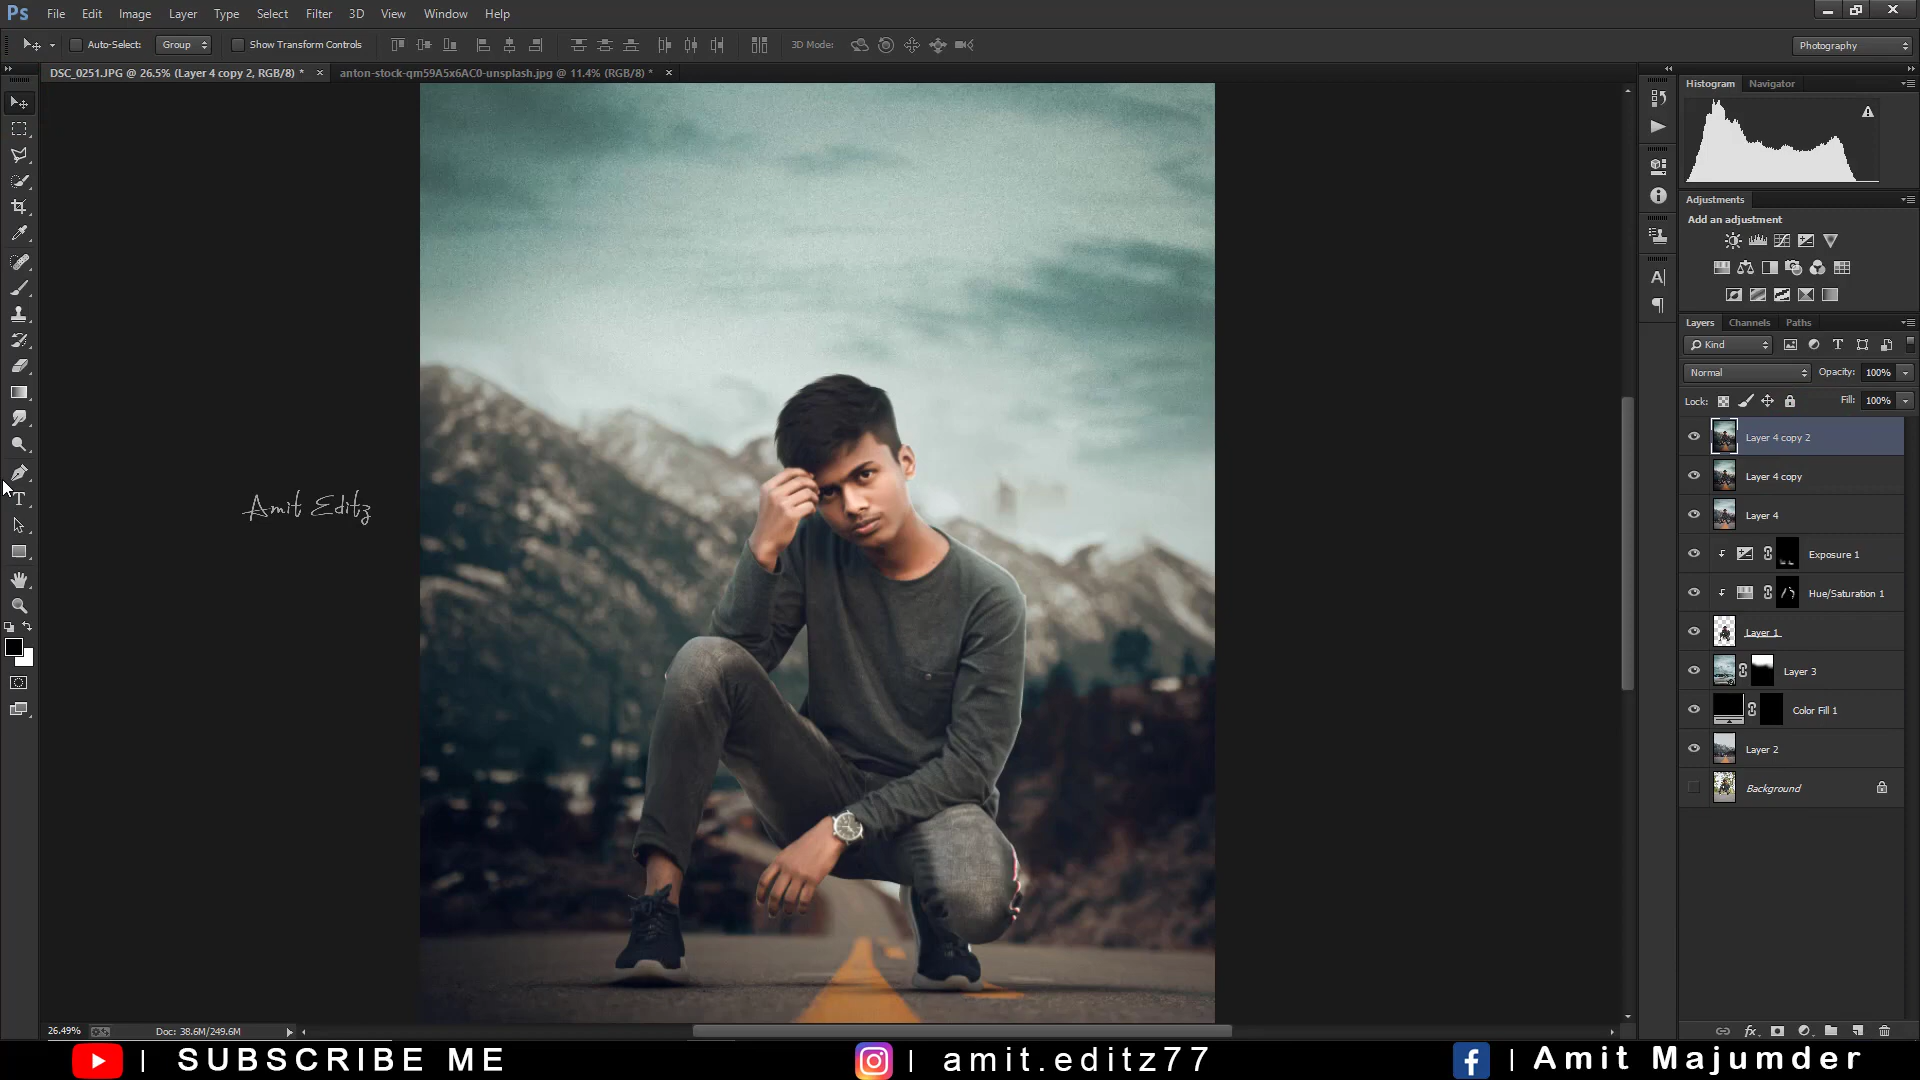 Ps File Edit Image Layer Type Select Filter 3D View Window Help
Auto-Select: Group Show Transform Controls 3D Mode: Photography
DSC_0251.JPG @ 26.5% (Layer 4 copy 2, RGB/8) * × anton-stock-qm59A5x6AC0-unsplash.jpg @ 11.4% (RGB/8) * ×
Histogram Navigator
Adjustments
Add an adjustment
Layers Channels Paths
Kind
Normal Opacity: 100%
Lock: Fill: 100%
Layer 4 copy 2
Layer 4 copy
Layer 4
Exposure 1
Hue/Saturation 1
Layer 1
Layer 3
Color Fill 1
Layer 2
Background
Amit Editz
26.49% Doc: 38.6M/249.6M
| SUBSCRIBE ME | amit.editz77 | Amit Majumder